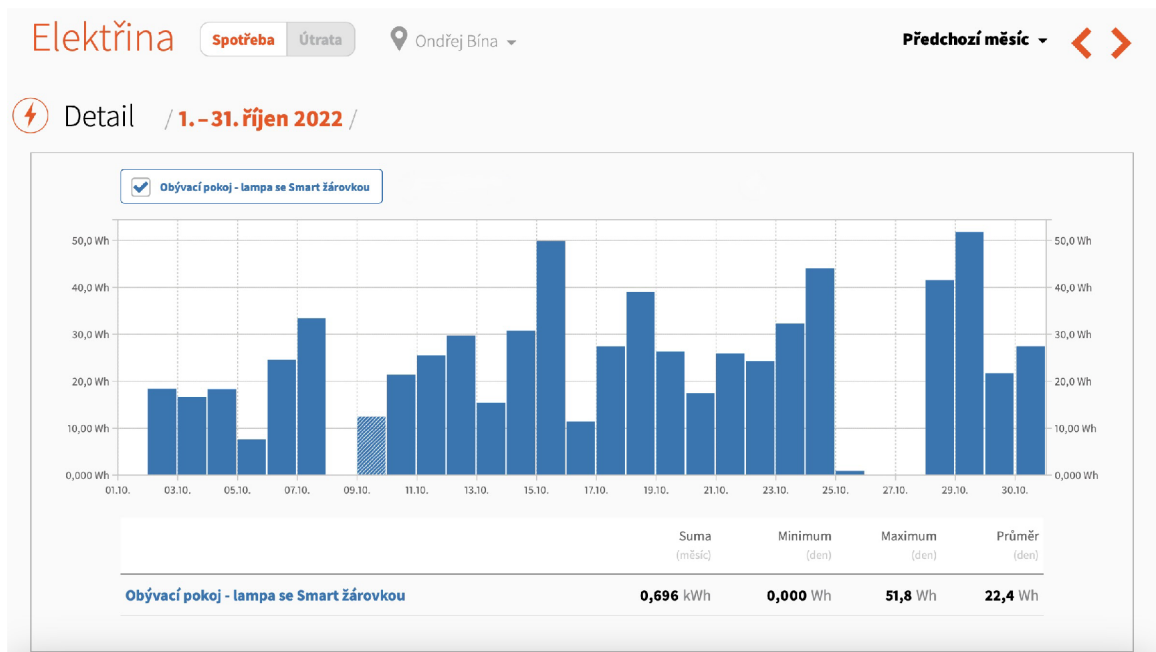 Elektřina Spotřeba Útrata Ondřej Bína Předchozí měsíc
Detail / 1. – 31. říjen 2022 /
Obývací pokoj - lampa se Smart žárovkou
50,0 Wh 50,0 Wh
40,0 Wh 40,0 Wh
30,0 Wh 30,0 Wh
20,0 Wh 20,0 Wh
10,00 Wh 10,00 Wh
0,000 Wh 0,000 Wh
01.10. 03.10. 05.10. 07.10. 09.10. 11.10. 13.10. 15.10. 17.10. 19.10. 21.10. 23.10. 25.10. 27.10. 29.10. 30.10.
Suma Minimum Maximum Průměr
(měsíc) (den) (den) (den)
Obývací pokoj - lampa se Smart žárovkou 0,696 kWh 0,000 Wh 51,8 Wh 22,4 Wh